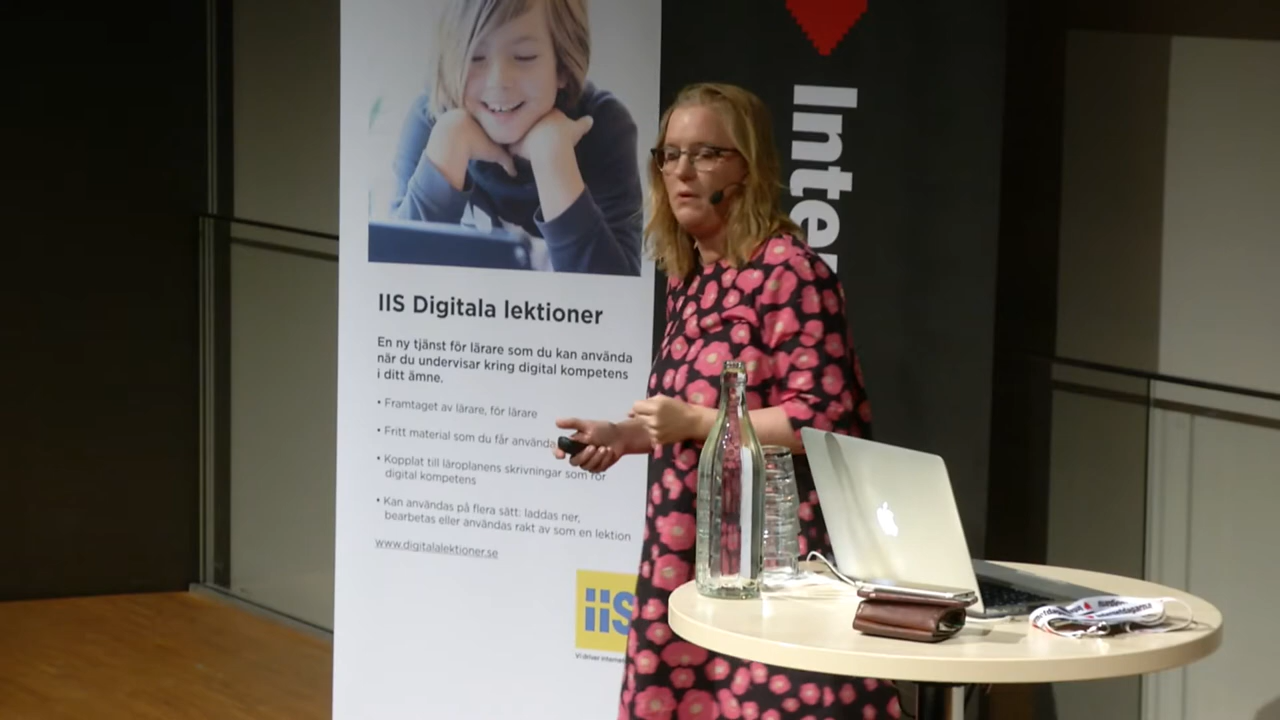 IIS Digitala lektioner
En ny tjänst för lärare som du kan använda
när du undervisar kring digital kompetens
i ditt ämne.
• Framtaget av lärare, för lärare
• Fritt material som du får använda
• Kopplat till läroplanens skrivningar som rör
digital kompetens
• Kan användas på flera sätt: laddas ner,
bearbetas eller användas rakt av som en lektion
www.digitalalektioner.se
iis
Vi driver internet
Inter